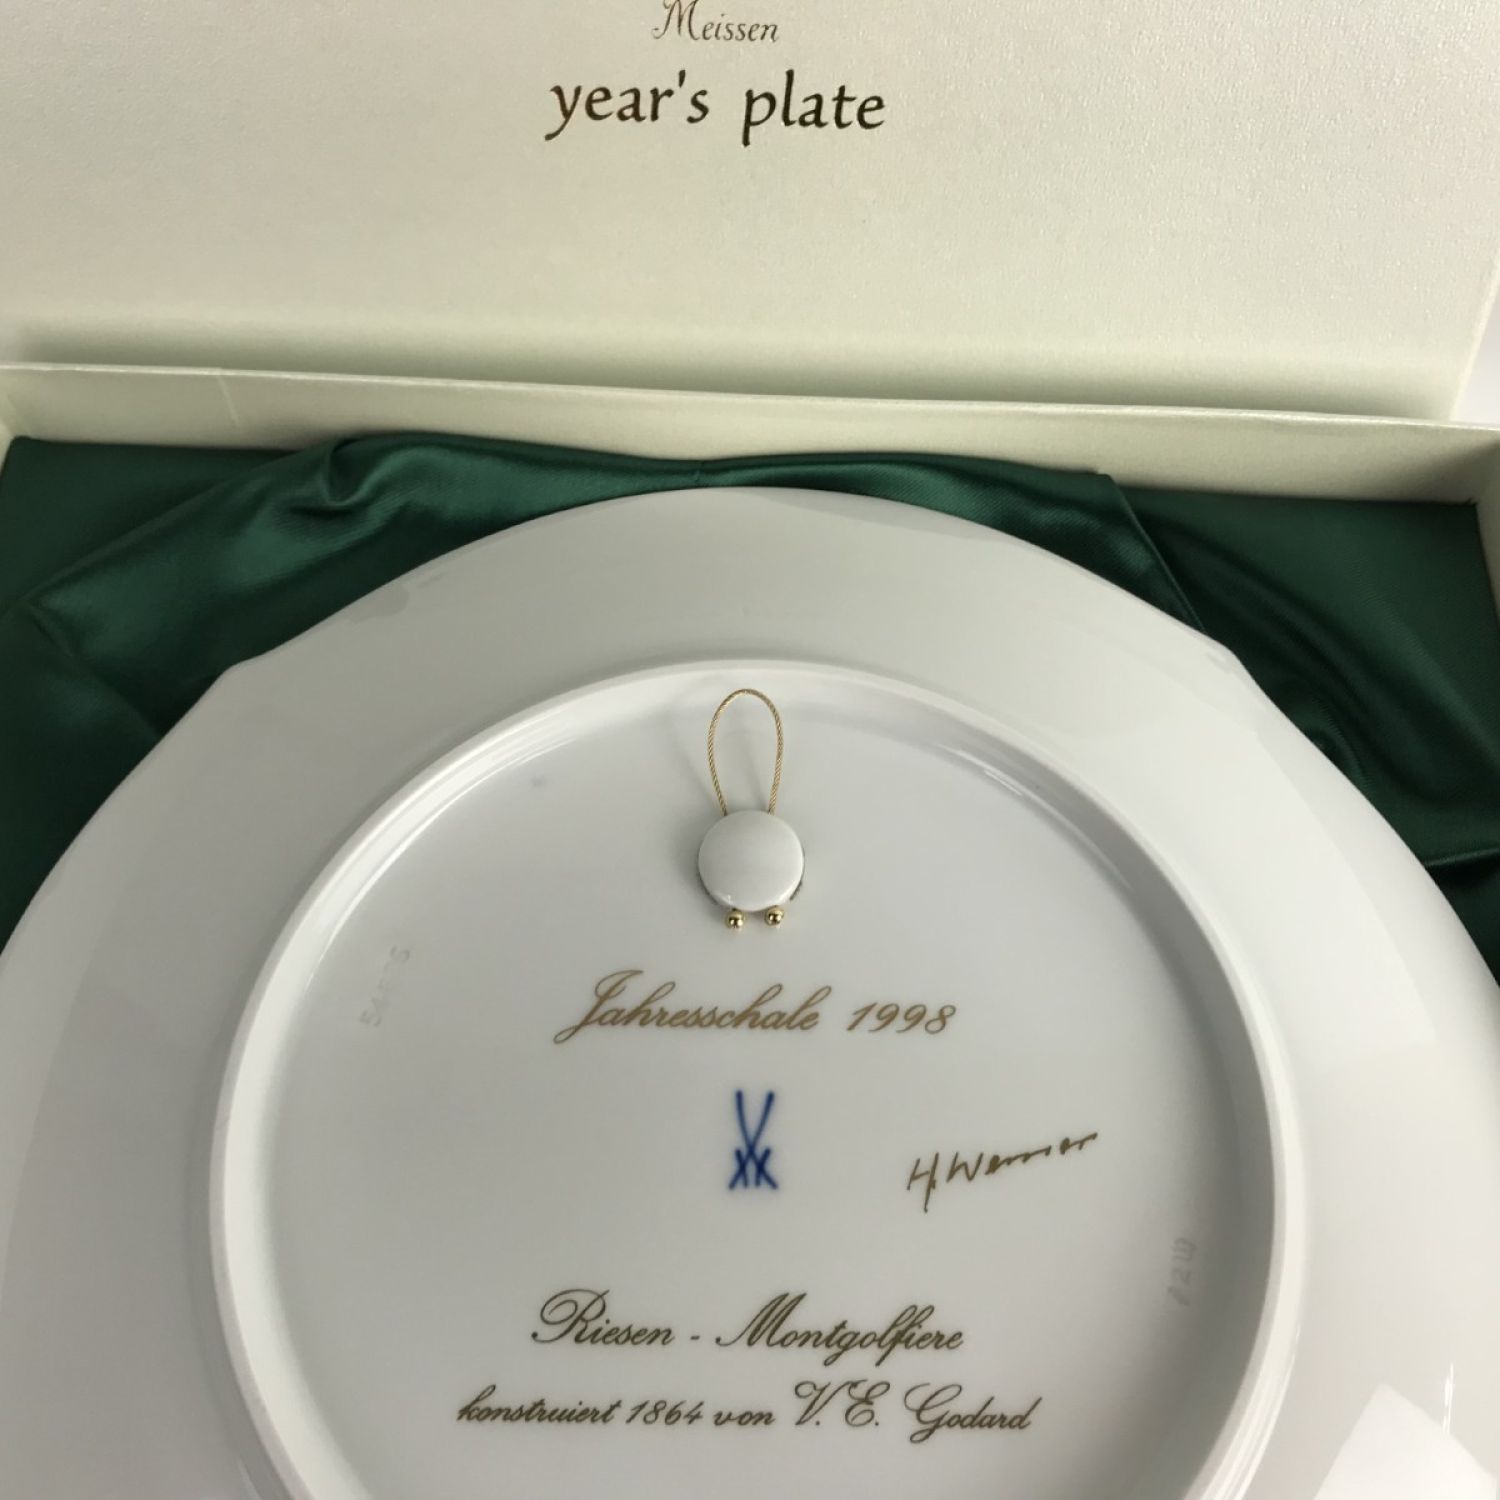 Meissen
year's plate
Jahresschale 1998
H. Werner
Riesen - Montgolfiere
konstruiert 1864 von V. E. Godard